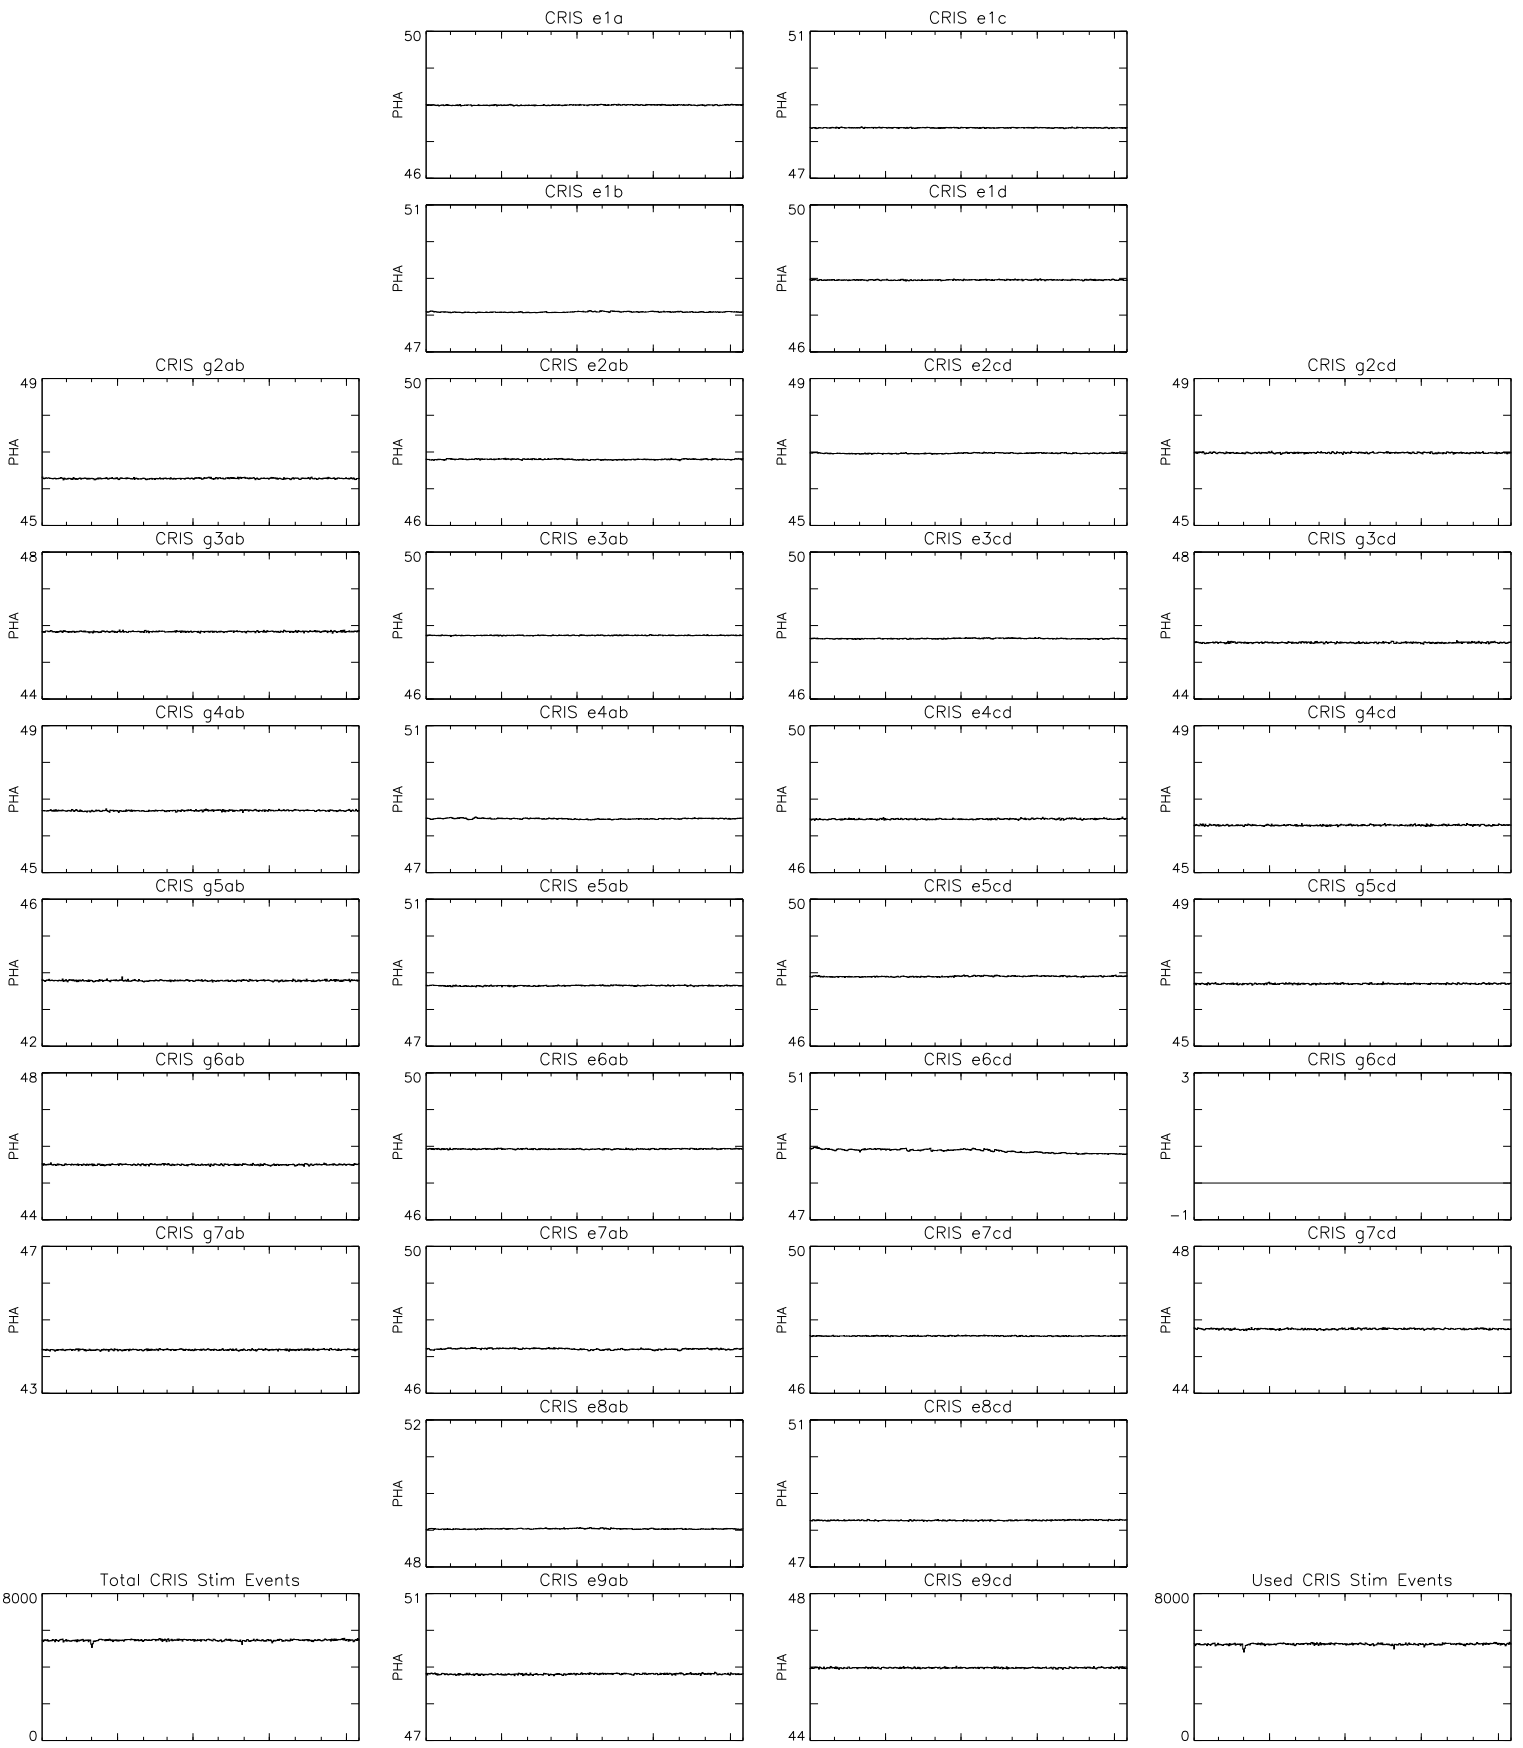 CRIS e1a
50
PHA
46
CRIS e1c
51
PHA
47
CRIS e1b
51
PHA
47
CRIS e1d
50
PHA
46
CRIS g2ab
49
PHA
45
CRIS e2ab
50
PHA
46
CRIS e2cd
49
PHA
45
CRIS g2cd
49
PHA
45
CRIS g3ab
48
PHA
44
CRIS e3ab
50
PHA
46
CRIS e3cd
50
PHA
46
CRIS g3cd
48
PHA
44
CRIS g4ab
49
PHA
45
CRIS e4ab
51
PHA
47
CRIS e4cd
50
PHA
46
CRIS g4cd
49
PHA
45
CRIS g5ab
46
PHA
42
CRIS e5ab
51
PHA
47
CRIS e5cd
50
PHA
46
CRIS g5cd
49
PHA
45
CRIS g6ab
48
PHA
44
CRIS e6ab
50
PHA
46
CRIS e6cd
51
PHA
47
CRIS g6cd
3
PHA
-1
CRIS g7ab
47
PHA
43
CRIS e7ab
50
PHA
46
CRIS e7cd
50
PHA
46
CRIS g7cd
48
PHA
44
CRIS e8ab
52
PHA
48
CRIS e8cd
51
PHA
47
Total CRIS Stim Events
8000
0
CRIS e9ab
51
PHA
47
CRIS e9cd
48
PHA
44
Used CRIS Stim Events
8000
0